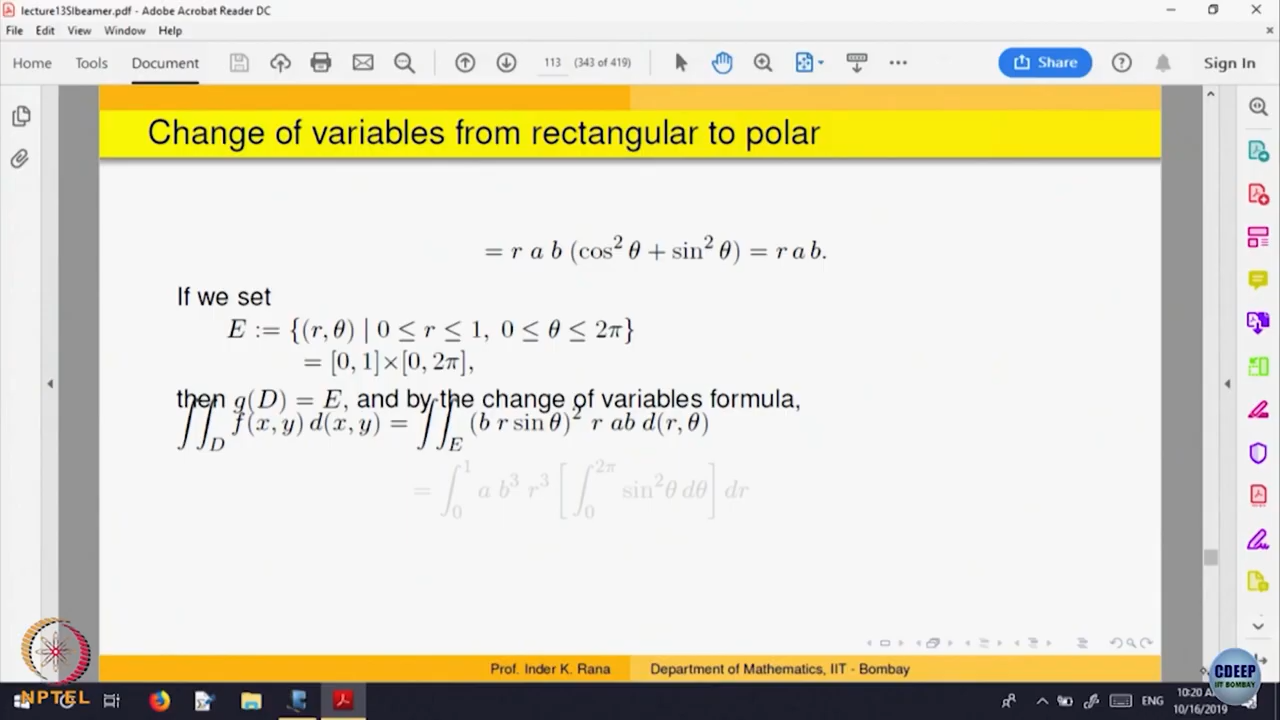 lecture13Slbeamer.pdf - Adobe Acrobat Reader DC
File Edit View Window Help
Home Tools Document 113 (343 of 419) Share Sign In
Change of variables from rectangular to polar
= r a b (cos² θ + sin² θ) = r a b.
If we set
E := {(r, θ) | 0 ≤ r ≤ 1, 0 ≤ θ ≤ 2π}
= [0, 1]×[0, 2π],
then g(D) = E, and by the change of variables formula,
∬_D f(x, y) d(x, y) = ∬_E (b r sin θ)² r ab d(r, θ)
= ∫₀¹ a b³ r³ [∫₀^{2π} sin²θ dθ] dr
Prof. Inder K. Rana Department of Mathematics, IIT - Bombay
NPTEL
CDEEP
IIT BOMBAY
ENG
10:20
10/16/2019